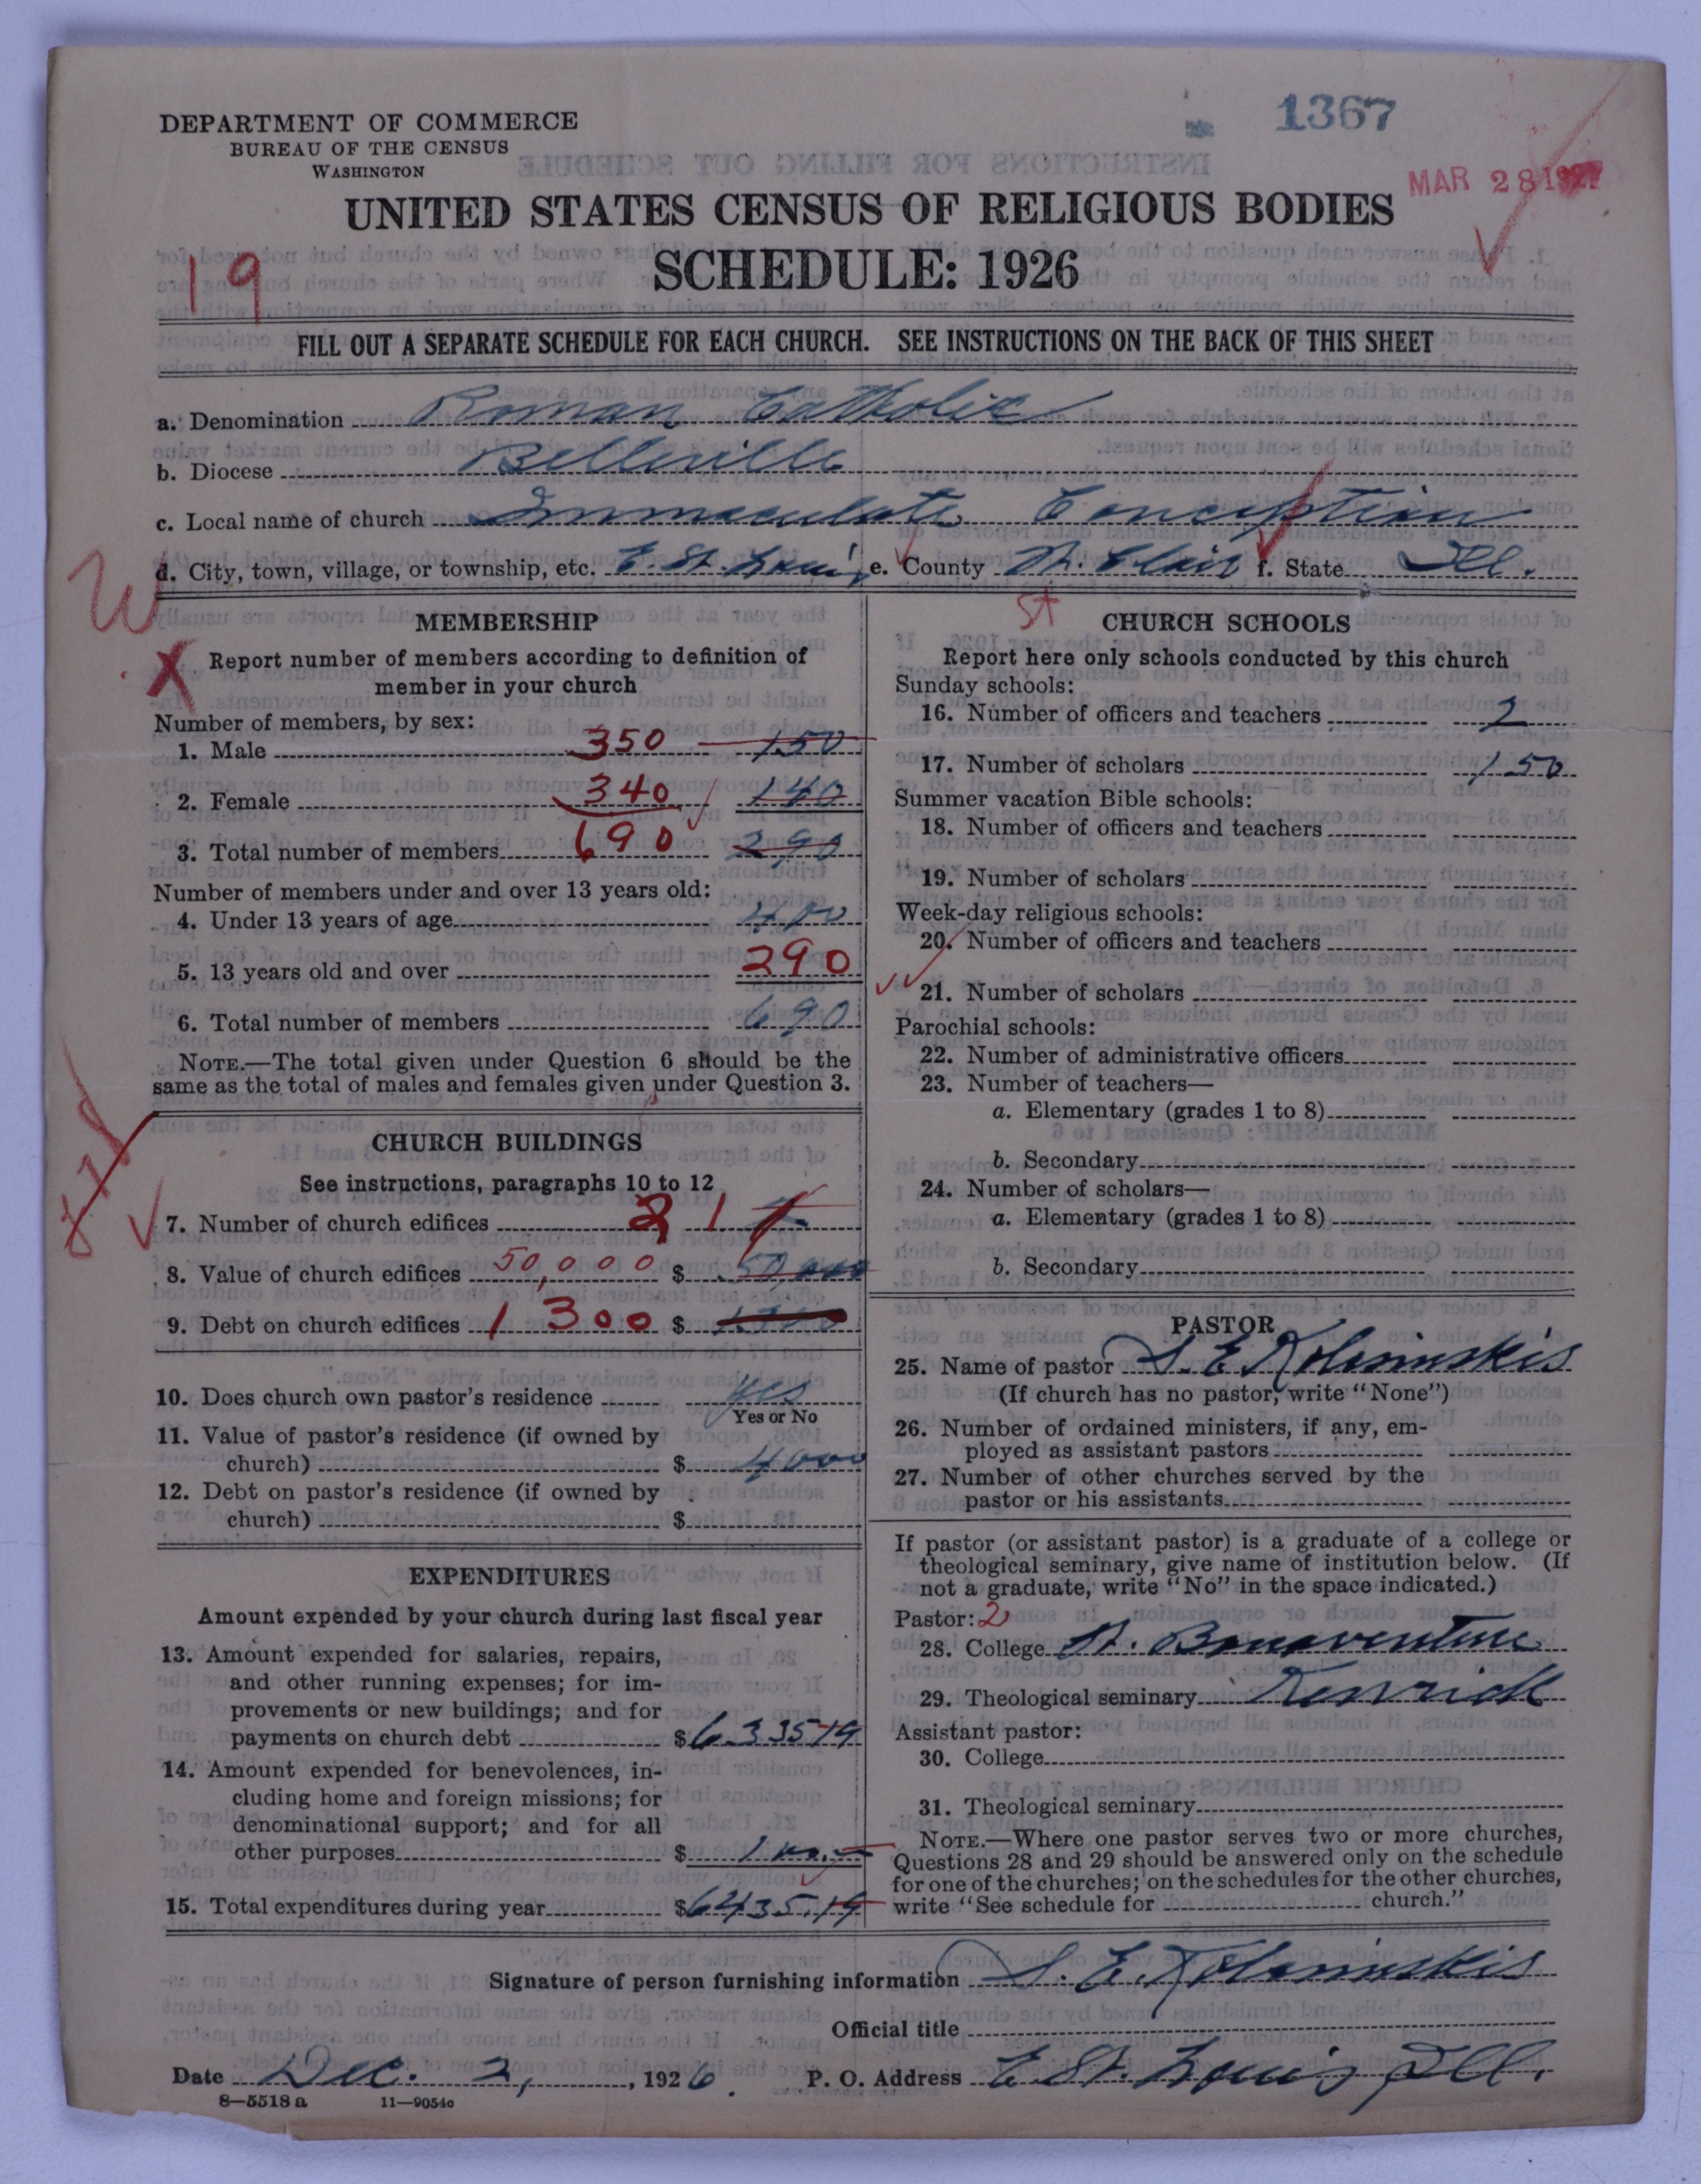 1367
DEPARTMENT OF COMMERCE
BUREAU OF THE CENSUS
WASHINGTON
MAR 28 1927
UNITED STATES CENSUS OF RELIGIOUS BODIES
SCHEDULE: 1926
19
FILL OUT A SEPARATE SCHEDULE FOR EACH CHURCH. SEE INSTRUCTIONS ON THE BACK OF THIS SHEET
a. Denomination Roman Catholic
b. Diocese Belleville
c. Local name of church Immaculate Conception
d. City, town, village, or township, etc. E. St. Louis, e. County St. Clair f. State Ill.
St
MEMBERSHIP
X Report number of members according to definition of
member in your church
Number of members, by sex:
1. Male 350 150
2. Female 340 140
3. Total number of members 690 290
Number of members under and over 13 years old:
4. Under 13 years of age 400
5. 13 years old and over 290
6. Total number of members 690
NOTE.—The total given under Question 6 should be the
same as the total of males and females given under Question 3.
CHURCH BUILDINGS
See instructions, paragraphs 10 to 12
7. Number of church edifices 2 1
8. Value of church edifices 50,000 $ 50000
9. Debt on church edifices 1300 $
10. Does church own pastor's residence yes
Yes or No
11. Value of pastor's residence (if owned by
church) $ 4000
12. Debt on pastor's residence (if owned by
church) $
EXPENDITURES
Amount expended by your church during last fiscal year
13. Amount expended for salaries, repairs,
and other running expenses; for im-
provements or new buildings; and for
payments on church debt $ 6335 19
14. Amount expended for benevolences, in-
cluding home and foreign missions; for
denominational support; and for all
other purposes $ 100.—
15. Total expenditures during year $ 6435.19
CHURCH SCHOOLS
Report here only schools conducted by this church
Sunday schools:
16. Number of officers and teachers 2
17. Number of scholars 150
Summer vacation Bible schools:
18. Number of officers and teachers
19. Number of scholars
Week-day religious schools:
20. Number of officers and teachers
21. Number of scholars
Parochial schools:
22. Number of administrative officers
23. Number of teachers—
a. Elementary (grades 1 to 8)
b. Secondary
24. Number of scholars—
a. Elementary (grades 1 to 8)
b. Secondary
PASTOR
25. Name of pastor S. E. Kolominskis
(If church has no pastor, write "None")
26. Number of ordained ministers, if any, em-
ployed as assistant pastors
27. Number of other churches served by the
pastor or his assistants
If pastor (or assistant pastor) is a graduate of a college or
theological seminary, give name of institution below. (If
not a graduate, write "No" in the space indicated.)
Pastor: 2
28. College St. Bonaventure
29. Theological seminary Kenrick
Assistant pastor:
30. College
31. Theological seminary
NOTE.—Where one pastor serves two or more churches,
Questions 28 and 29 should be answered only on the schedule
for one of the churches; on the schedules for the other churches,
write "See schedule for church."
Signature of person furnishing information S. E. Kolominskis
Official title
Date Dec. 2, , 1926. P. O. Address E. St. Louis, Ill.
8—5518 a 11—9054c